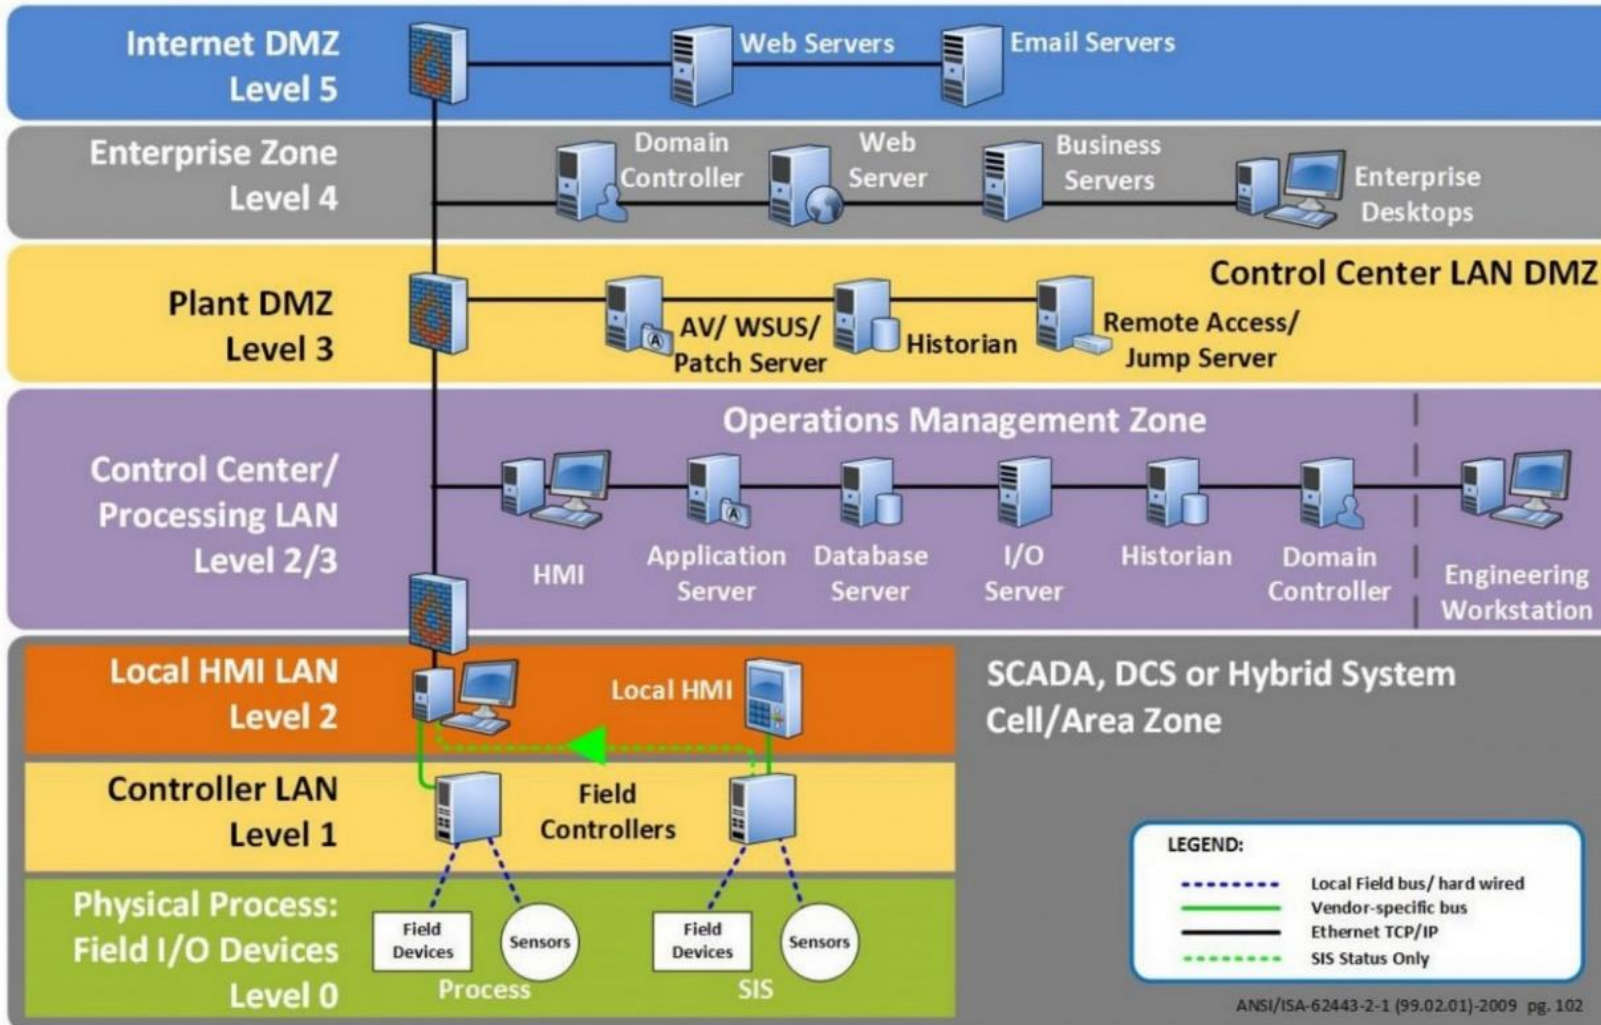 Internet DMZ
Level 5
Web Servers
Email Servers
Enterprise Zone
Level 4
Domain
Controller
Web
Server
Business
Servers
Enterprise
Desktops
Control Center LAN DMZ
Plant DMZ
Level 3
AV/ WSUS/
Patch Server
Historian
Remote Access/
Jump Server
Operations Management Zone
Control Center/
Processing LAN
Level 2/3
HMI
Application
Server
Database
Server
I/O
Server
Historian
Domain
Controller
Engineering
Workstation
Local HMI LAN
Level 2
Local HMI
SCADA, DCS or Hybrid System
Cell/Area Zone
Controller LAN
Level 1
Field
Controllers
Physical Process:
Field I/O Devices
Level 0
Field
Devices
Sensors
Process
Field
Devices
Sensors
SIS
LEGEND:
Local Field bus/ hard wired
Vendor-specific bus
Ethernet TCP/IP
SIS Status Only
ANSI/ISA-62443-2-1 (99.02.01)-2009 pg. 102